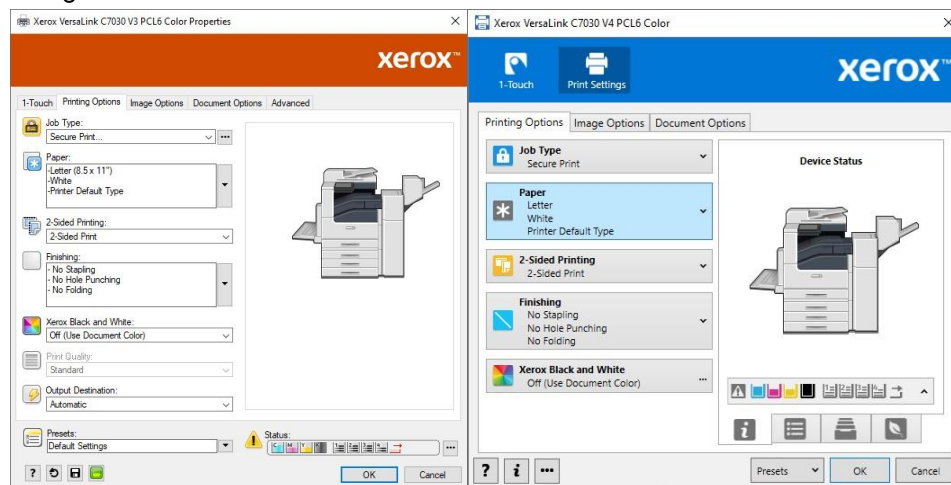 Xerox VersaLink C7030 V3 PCL6 Color Properties
xerox™
1-Touch Printing Options Image Options Document Options Advanced
Job Type:
Secure Print...
Paper:
-Letter (8.5 x 11")
-White
-Printer Default Type
2-Sided Printing:
2-Sided Print
Finishing:
- No Stapling
- No Hole Punching
- No Folding
Xerox Black and White:
Off (Use Document Color)
Print Quality:
Standard
Output Destination:
Automatic
Presets:
Default Settings
Status:
C M Y K
OK Cancel
Xerox VersaLink C7030 V4 PCL6 Color
1-Touch
Print Settings
xerox™
Printing Options Image Options Document Options
Job Type
Secure Print
Paper
Letter
White
Printer Default Type
2-Sided Printing
2-Sided Print
Finishing
No Stapling
No Hole Punching
No Folding
Xerox Black and White
Off (Use Document Color)
Device Status
Presets OK Cancel